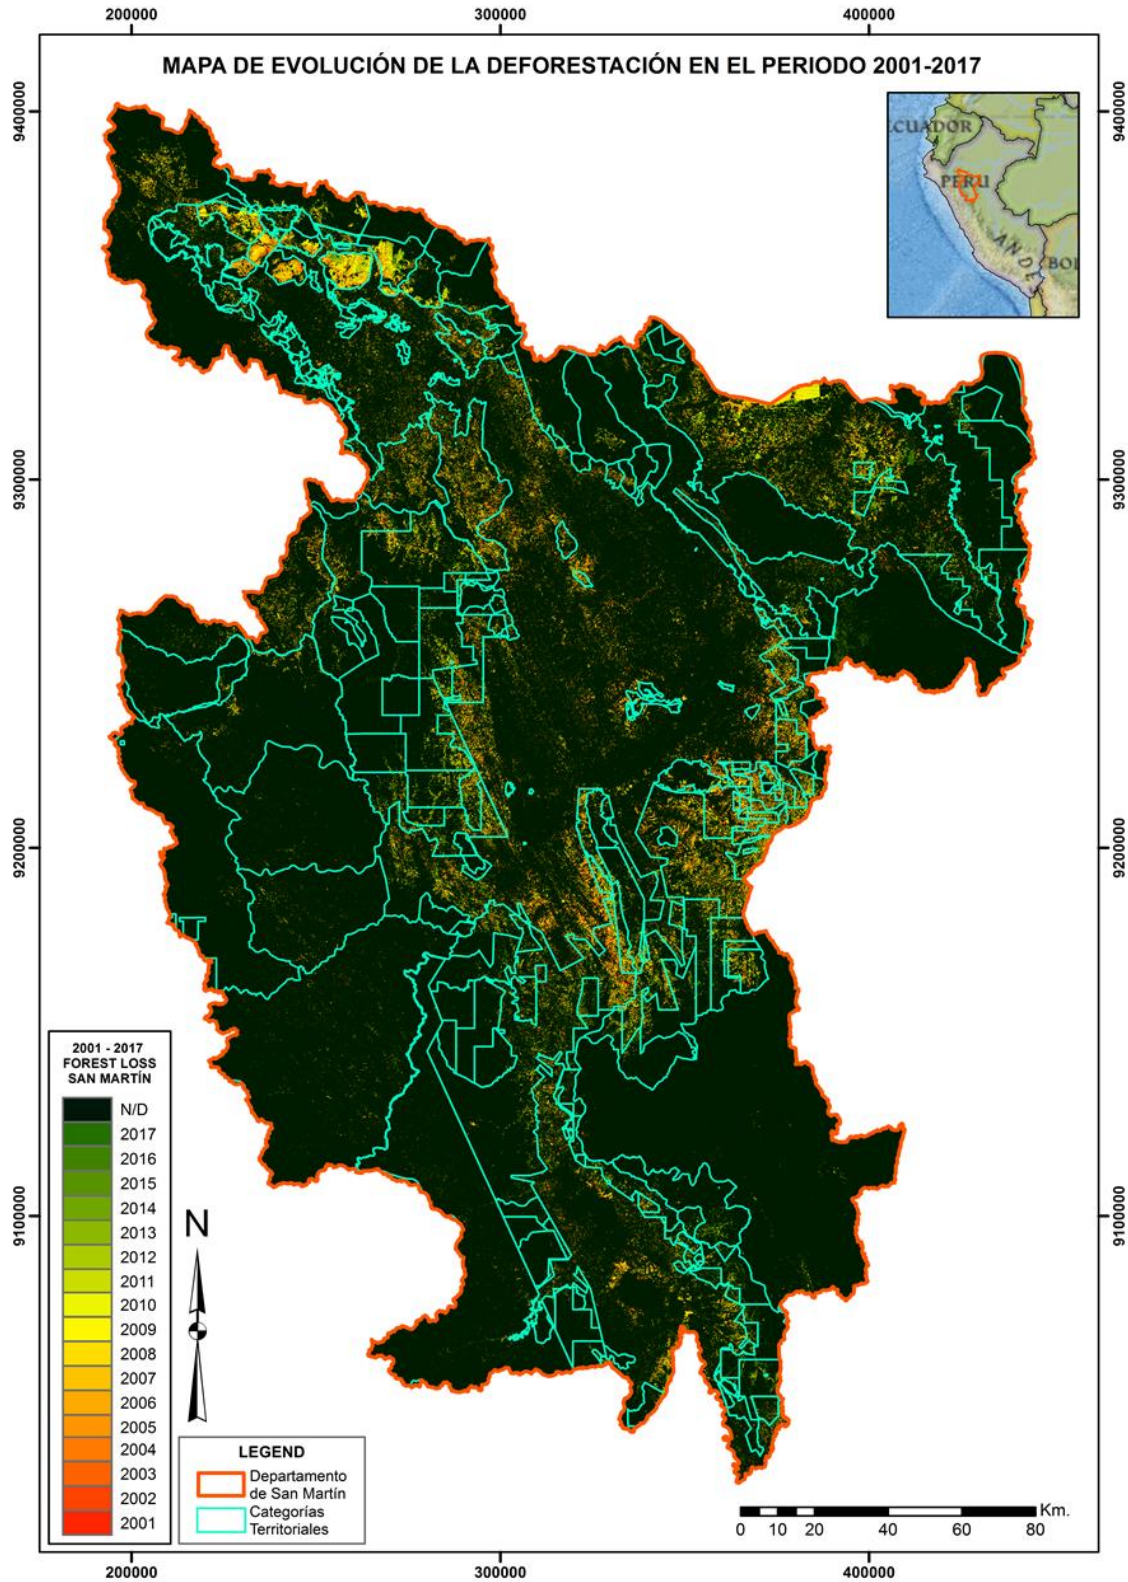 200000
300000
400000
MAPA DE EVOLUCIÓN DE LA DEFORESTACIÓN EN EL PERIODO 2001-2017
9400000
9400000
ECUADOR
PERU
ANDE
BOL
9300000
9300000
9200000
9200000
9100000
9100000
2001 - 2017
FOREST LOSS
SAN MARTÍN
N/D
2017
2016
2015
2014
2013
2012
2011
2010
2009
2008
2007
2006
2005
2004
2003
2002
2001
N
LEGEND
Departamento
de San Martín
Categorías
Territoriales
Km.
0 10 20 40 60 80
200000
300000
400000